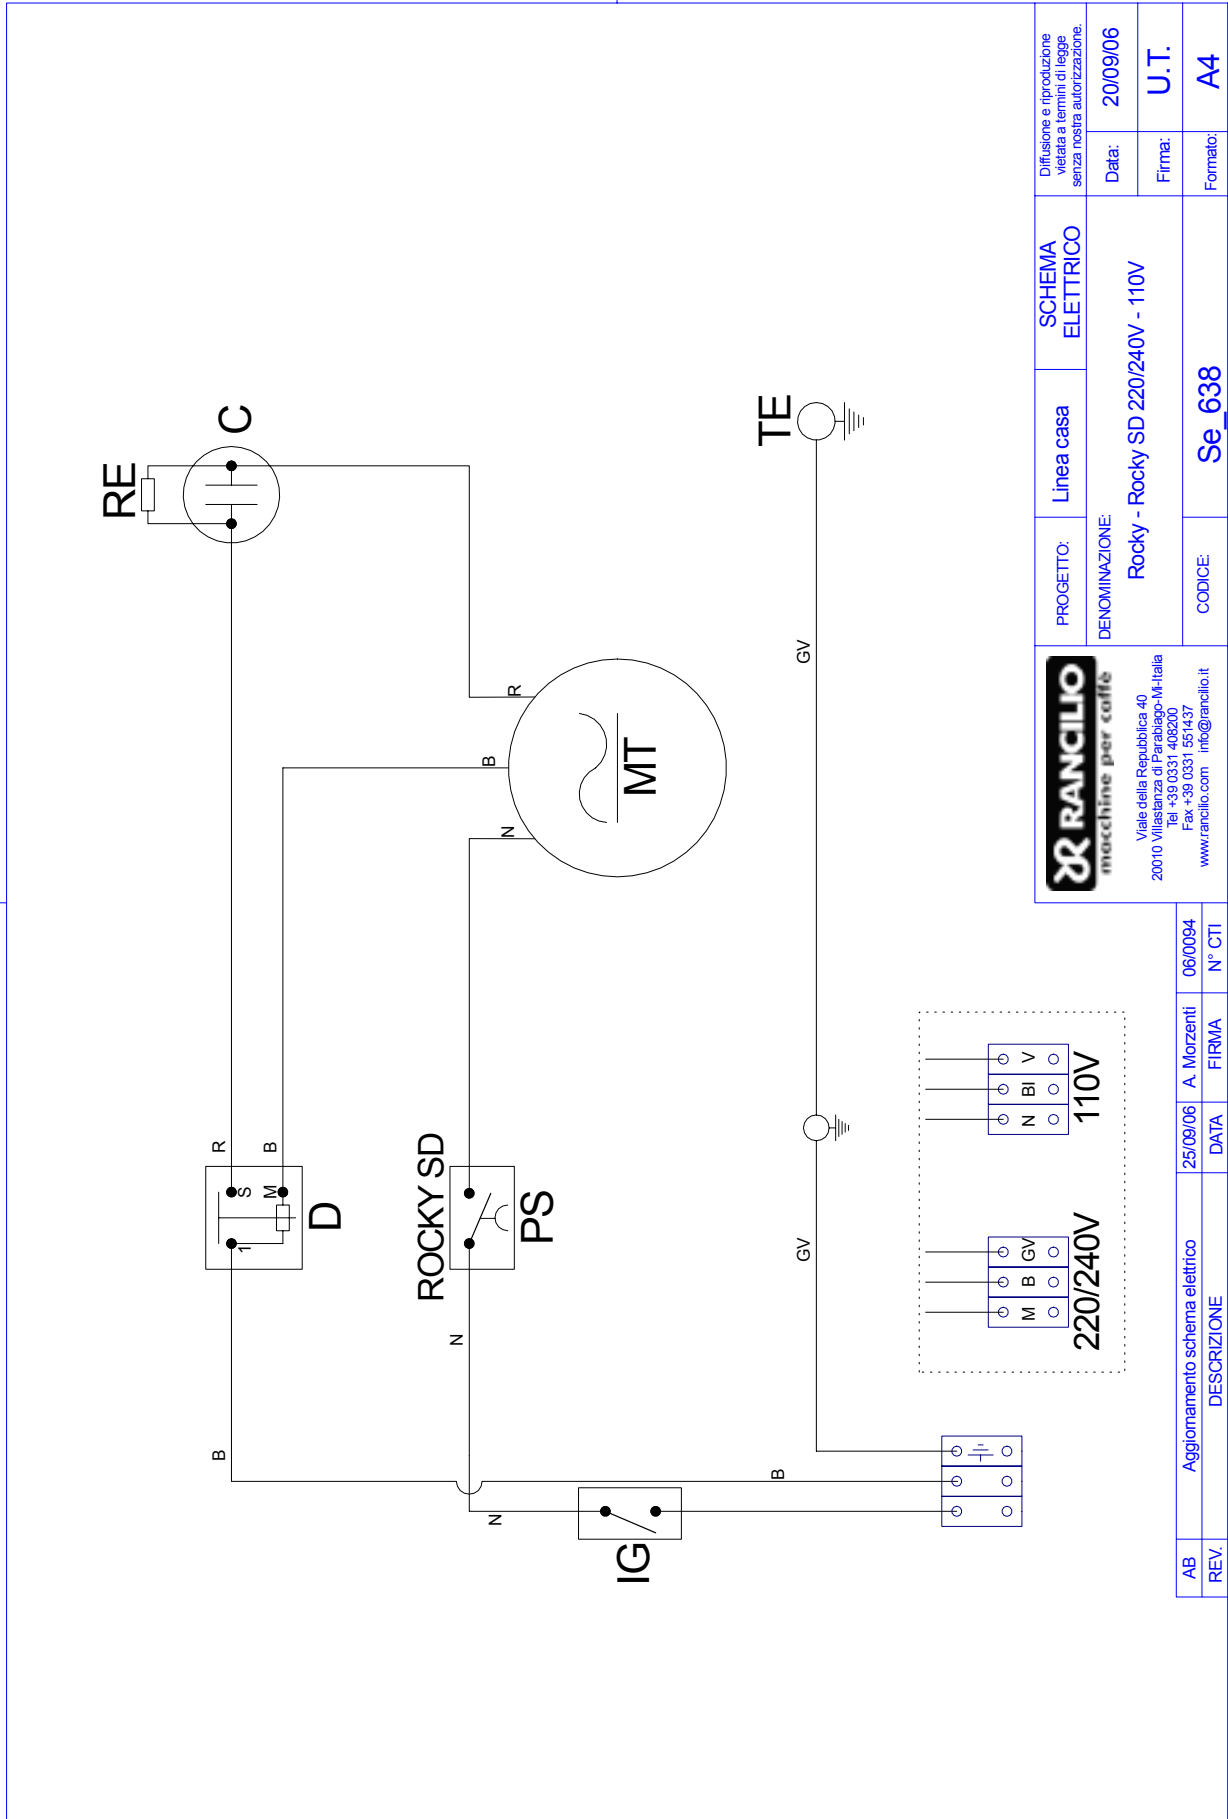 RE
C
R
B
S
M
1
D
B
ROCKY SD
PS
N
N
IG
B
N
B
R
MT
GV
GV
TE
M
B
GV
220/240V
N
BI
V
110V
AB
Aggiornamento schema elettrico
25/09/06
A. Morzenti
06/0094
REV.
DESCRIZIONE
DATA
FIRMA
N° CTI
RANCILIO
macchine per caffè
Viale della Repubblica 40
20010 Villastanza di Parabiago-Mi-Italia
Tel +39 0331 408200
Fax +39 0331 551437
www.rancilio.com info@rancilio.it
PROGETTO:
Linea casa
SCHEMA
ELETTRICO
Diffusione e riproduzione
vietata a termini di legge
senza nostra autorizzazione.
DENOMINAZIONE:
Rocky - Rocky SD 220/240V - 110V
Data:
20/09/06
Firma:
U.T.
CODICE:
Se_638
Formato:
A4